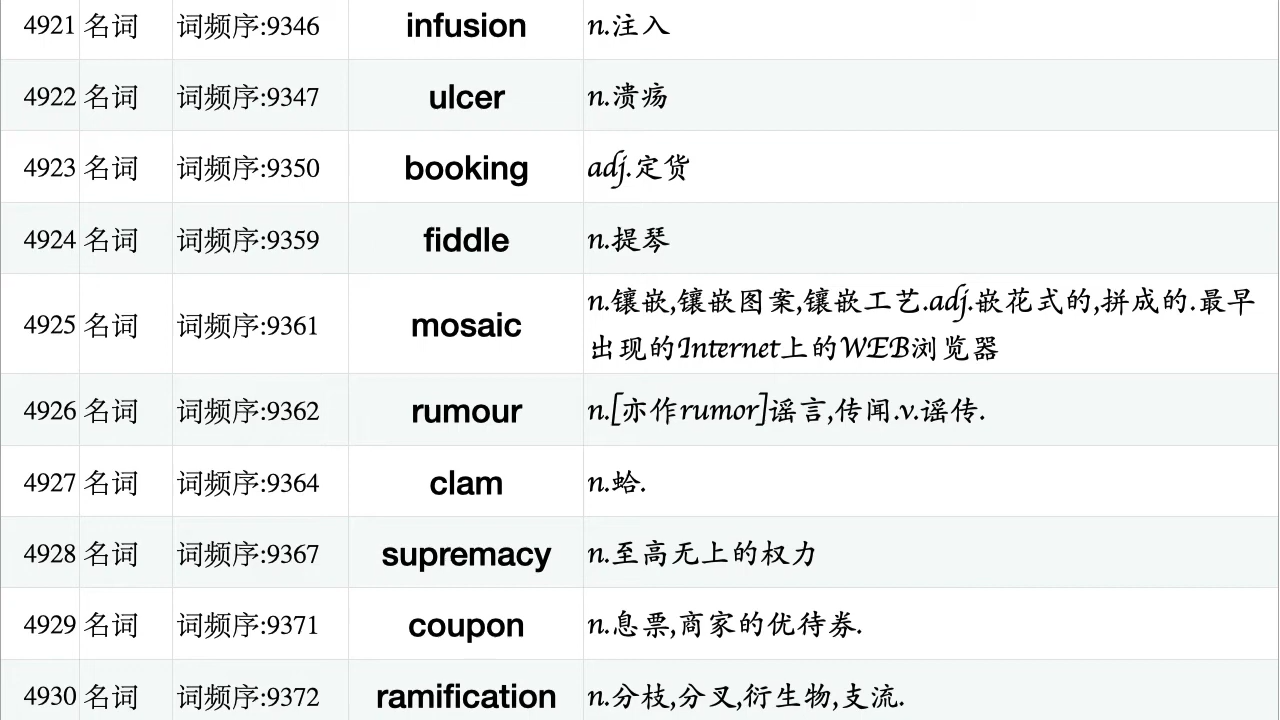 4921 名词 词频序:9346 infusion n.注入
4922 名词 词频序:9347 ulcer n.溃疡
4923 名词 词频序:9350 booking adj.定货
4924 名词 词频序:9359 fiddle n.提琴
4925 名词 词频序:9361 mosaic n.镶嵌,镶嵌图案,镶嵌工艺.adj.嵌花式的,拼成的.最早
出现的Internet上的WEB浏览器
4926 名词 词频序:9362 rumour n.[亦作rumor]谣言,传闻.v.谣传.
4927 名词 词频序:9364 clam n.蛤.
4928 名词 词频序:9367 supremacy n.至高无上的权力
4929 名词 词频序:9371 coupon n.息票,商家的优待券.
4930 名词 词频序:9372 ramification n.分枝,分叉,衍生物,支流.